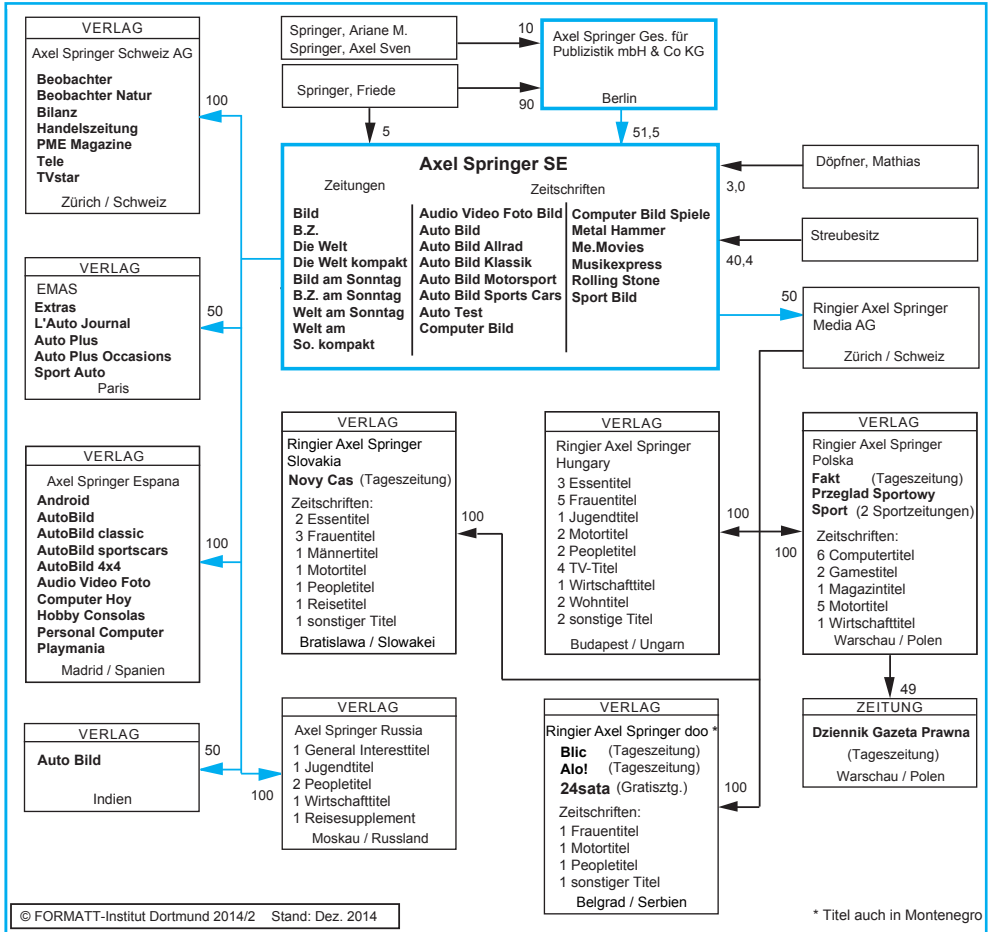 VERLAG
Axel Springer Schweiz AG
Beobachter
Beobachter Natur
Bilanz
Handelszeitung
PME Magazine
Tele
TVstar
Zürich / Schweiz
100
Springer, Ariane M.
Springer, Axel Sven
10
Springer, Friede
90
5
Axel Springer Ges. für
Publizistik mbH & Co KG
Berlin
51,5
Axel Springer SE
Zeitungen
Bild
B.Z.
Die Welt
Die Welt kompakt
Bild am Sonntag
B.Z. am Sonntag
Welt am Sonntag
Welt am
So. kompakt
Zeitschriften
Audio Video Foto Bild
Auto Bild
Auto Bild Allrad
Auto Bild Klassik
Auto Bild Motorsport
Auto Bild Sports Cars
Auto Test
Computer Bild
Computer Bild Spiele
Metal Hammer
Me.Movies
Musikexpress
Rolling Stone
Sport Bild
Döpfner, Mathias
3,0
Streubesitz
40,4
50
Ringier Axel Springer
Media AG
Zürich / Schweiz
VERLAG
EMAS
Extras
L'Auto Journal
Auto Plus
Auto Plus Occasions
Sport Auto
Paris
50
VERLAG
Axel Springer Espana
Android
AutoBild
AutoBild classic
AutoBild sportscars
AutoBild 4x4
Audio Video Foto
Computer Hoy
Hobby Consolas
Personal Computer
Playmania
Madrid / Spanien
100
VERLAG
Ringier Axel Springer
Slovakia
Novy Cas (Tageszeitung)
Zeitschriften:
2 Essentitel
3 Frauentitel
1 Männertitel
1 Motortitel
1 Peopletitel
1 Reisetitel
1 sonstiger Titel
Bratislawa / Slowakei
100
VERLAG
Ringier Axel Springer
Hungary
3 Essentitel
5 Frauentitel
1 Jugendtitel
2 Motortitel
2 Peopletitel
4 TV-Titel
1 Wirtschafttitel
2 Wohntitel
2 sonstige Titel
Budapest / Ungarn
100
VERLAG
Ringier Axel Springer
Polska
Fakt (Tageszeitung)
Przeglad Sportowy
Sport (2 Sportzeitungen)
Zeitschriften:
6 Computertitel
2 Gamestitel
1 Magazintitel
5 Motortitel
1 Wirtschafttitel
Warschau / Polen
100
49
ZEITUNG
Dziennik Gazeta Prawna
(Tageszeitung)
Warschau / Polen
VERLAG
Auto Bild
Indien
50
VERLAG
Axel Springer Russia
1 General Interesttitel
1 Jugendtitel
2 Peopletitel
1 Wirtschafttitel
1 Reisesupplement
Moskau / Russland
100
VERLAG
Ringier Axel Springer doo *
Blic (Tageszeitung)
Alo! (Tageszeitung)
24sata (Gratisztg.)
Zeitschriften:
1 Frauentitel
1 Motortitel
1 Peopletitel
1 sonstiger Titel
Belgrad / Serbien
100
© FORMATT-Institut Dortmund 2014/2 Stand: Dez. 2014
* Titel auch in Montenegro